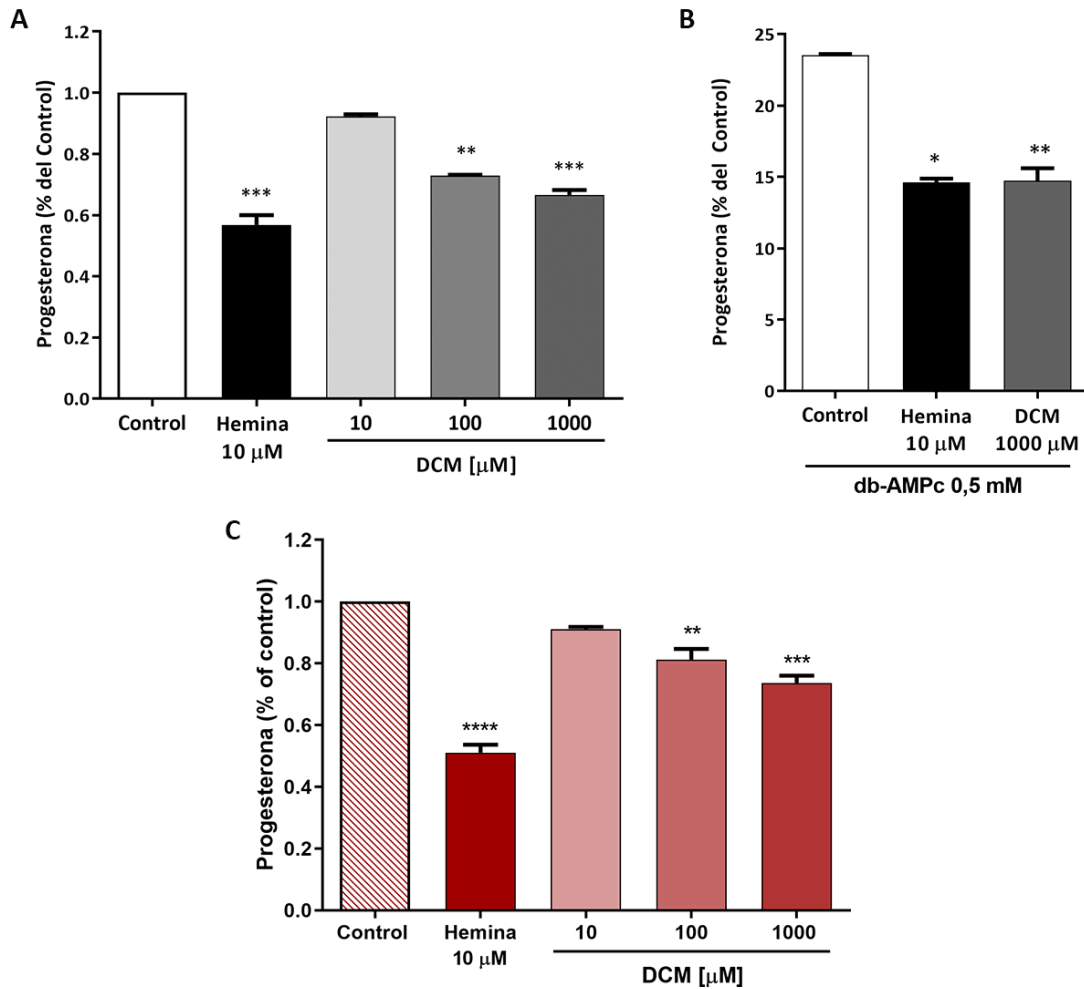 A
Progesterona (% del Control)
1.2
1.0
0.8
0.6
0.4
0.2
0.0
***
**
***
Control
Hemina
10 μM
10
100
1000
DCM [μM]
B
Progesterona (% del Control)
25
20
15
10
5
0
*
**
Control
Hemina
10 μM
DCM
1000 μM
db-AMPc 0,5 mM
C
Progesterona (% of control)
1.2
1.0
0.8
0.6
0.4
0.2
0.0
****
**
***
Control
Hemina
10 μM
10
100
1000
DCM [μM]